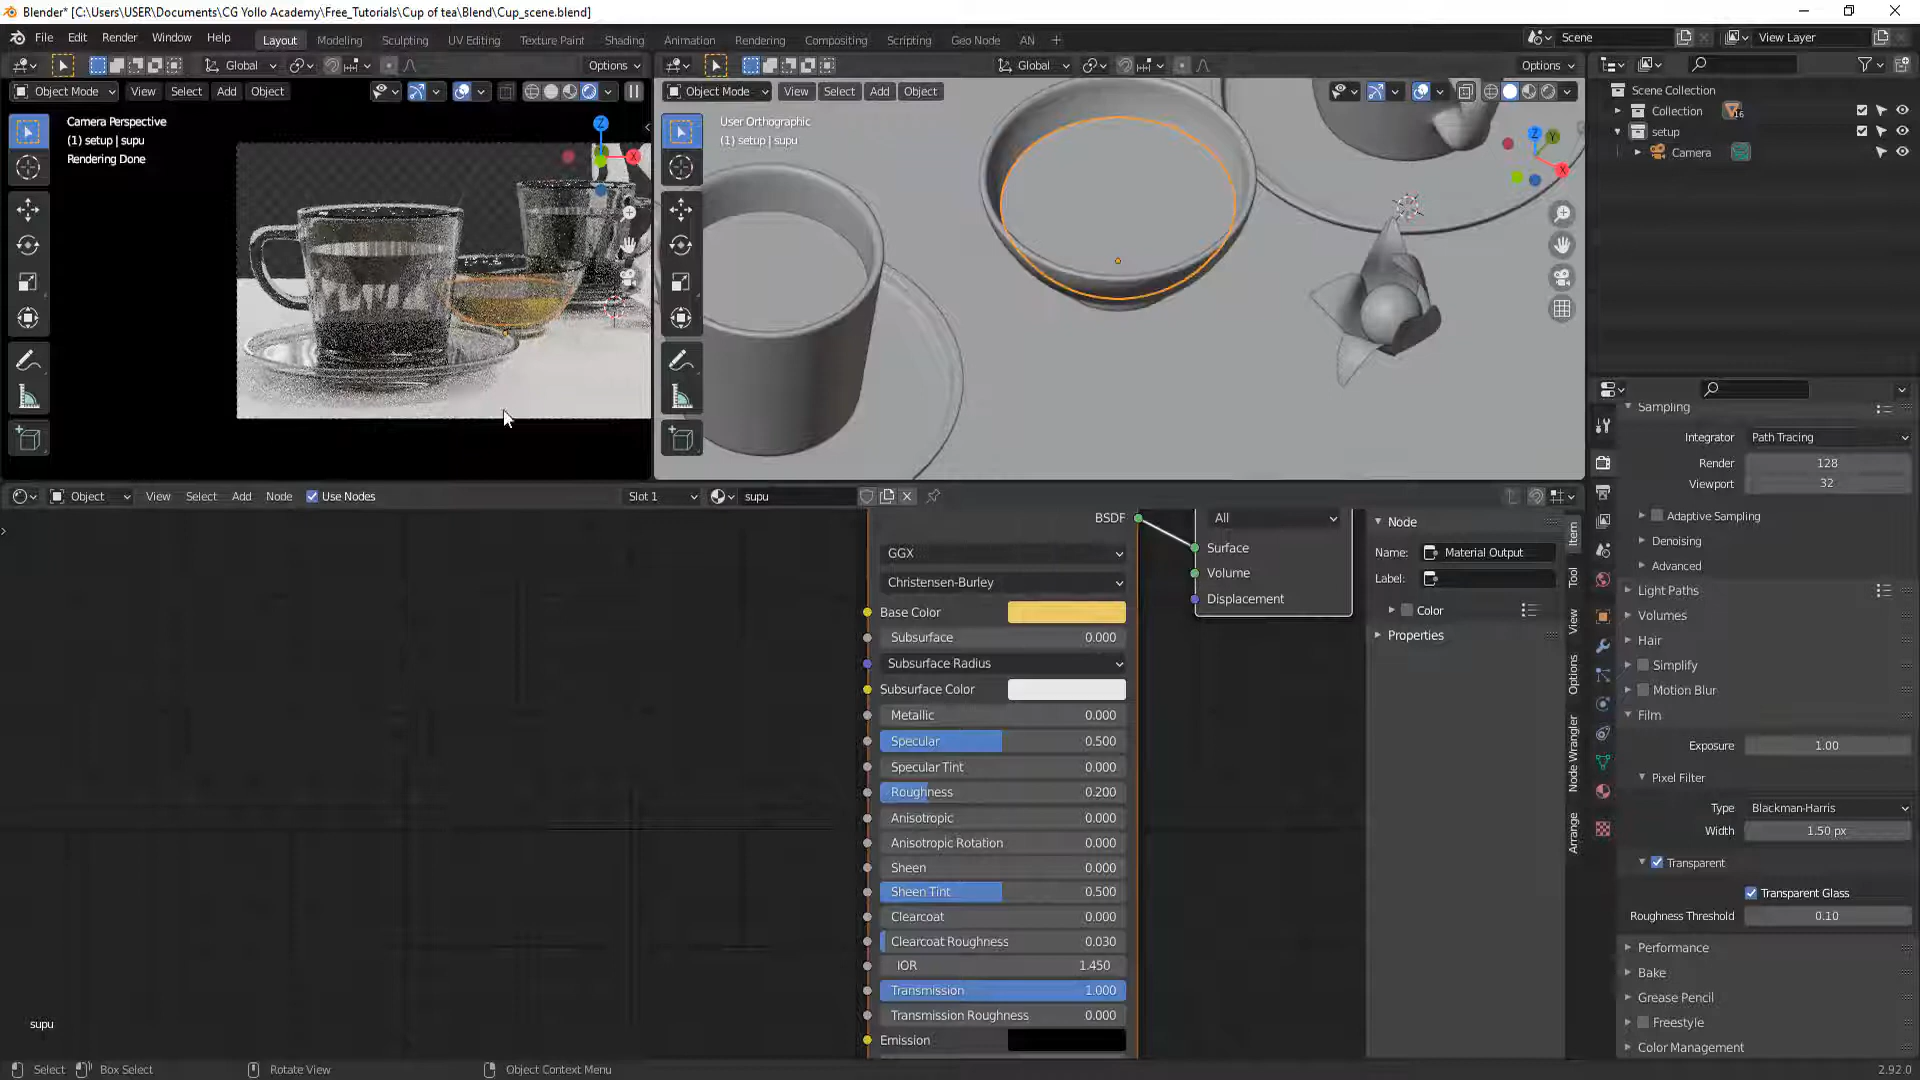 Blender* [C:\Users\USER\Documents\CG Yollo Academy\Free_Tutorials\Cup of tea\Blend\Cup_scene.blend]
File Edit Render Window Help
Layout Modeling Sculpting UV Editing Texture Paint Shading Animation Rendering Compositing Scripting Geo Node AN +
Scene
View Layer
Global
Options
Global
Options
Object Mode View Select Add Object
Object Mode View Select Add Object
Camera Perspective
(1) setup | supu
Rendering Done
User Orthographic
(1) setup | supu
Scene Collection
Collection 16
setup
Camera
Object View Select Add Node Object Use Nodes Slot 1 supu
BSDF
GGX
Christensen-Burley
Base Color
Subsurface 0.000
Subsurface Radius
Subsurface Color
Metallic 0.000
Specular 0.500
Specular Tint 0.000
Roughness 0.200
Anisotropic 0.000
Anisotropic Rotation 0.000
Sheen 0.000
Sheen Tint 0.500
Clearcoat 0.000
Clearcoat Roughness 0.030
IOR 1.450
Transmission 1.000
Transmission Roughness 0.000
Emission
All
Surface
Volume
Displacement
Node
Name: Material Output
Label:
Color
Properties
Item
Tool
View
Options
Node Wrangler
Arrange
Sampling
Integrator Path Tracing
Render 128
Viewport 32
Adaptive Sampling
Denoising
Advanced
Light Paths
Volumes
Hair
Simplify
Motion Blur
Film
Exposure 1.00
Pixel Filter
Type Blackman-Harris
Width 1.50 px
Transparent
Transparent Glass
Roughness Threshold 0.10
Performance
Bake
Grease Pencil
Freestyle
Color Management
supu
Select Box Select Rotate View Object Context Menu 2.92.0